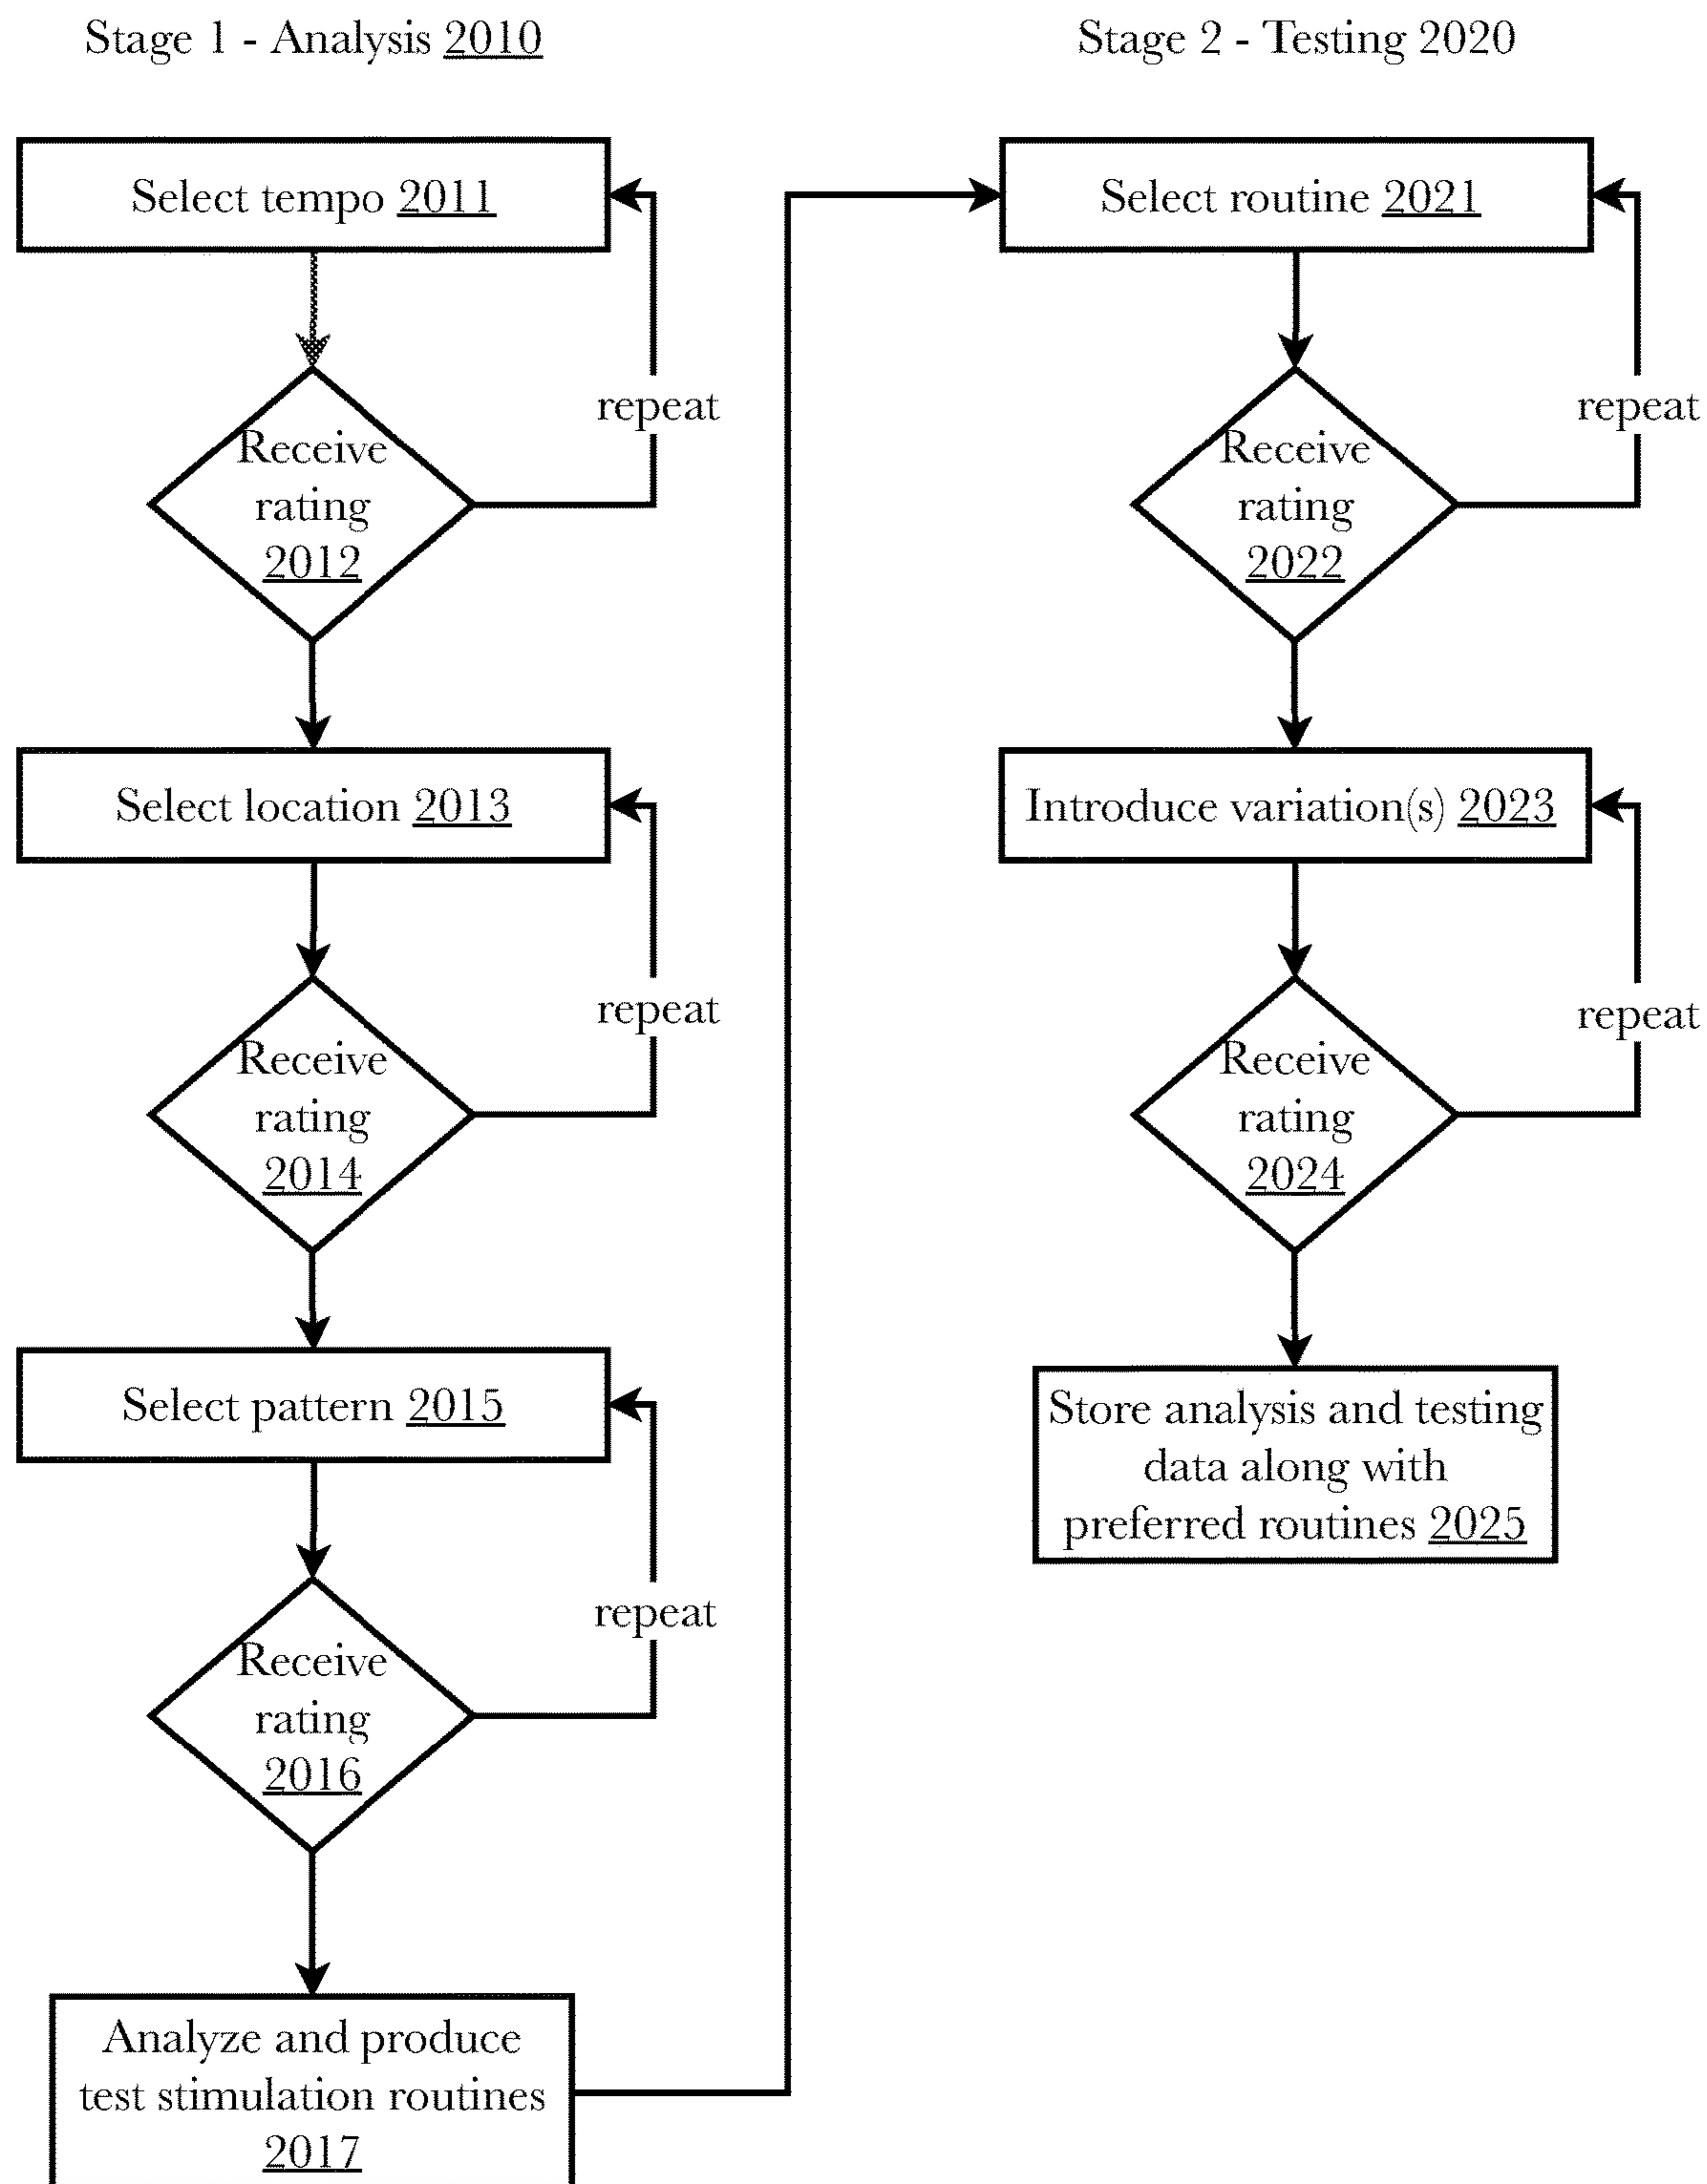 Stage 1 - Analysis 2010
Select tempo 2011
repeat
Receive
rating
2012
Select location 2013
repeat
Receive
rating
2014
Select pattern 2015
repeat
Receive
rating
2016
Analyze and produce
test stimulation routines
2017
Stage 2 - Testing 2020
Select routine 2021
repeat
Receive
rating
2022
Introduce variation(s) 2023
repeat
Receive
rating
2024
Store analysis and testing
data along with
preferred routines 2025